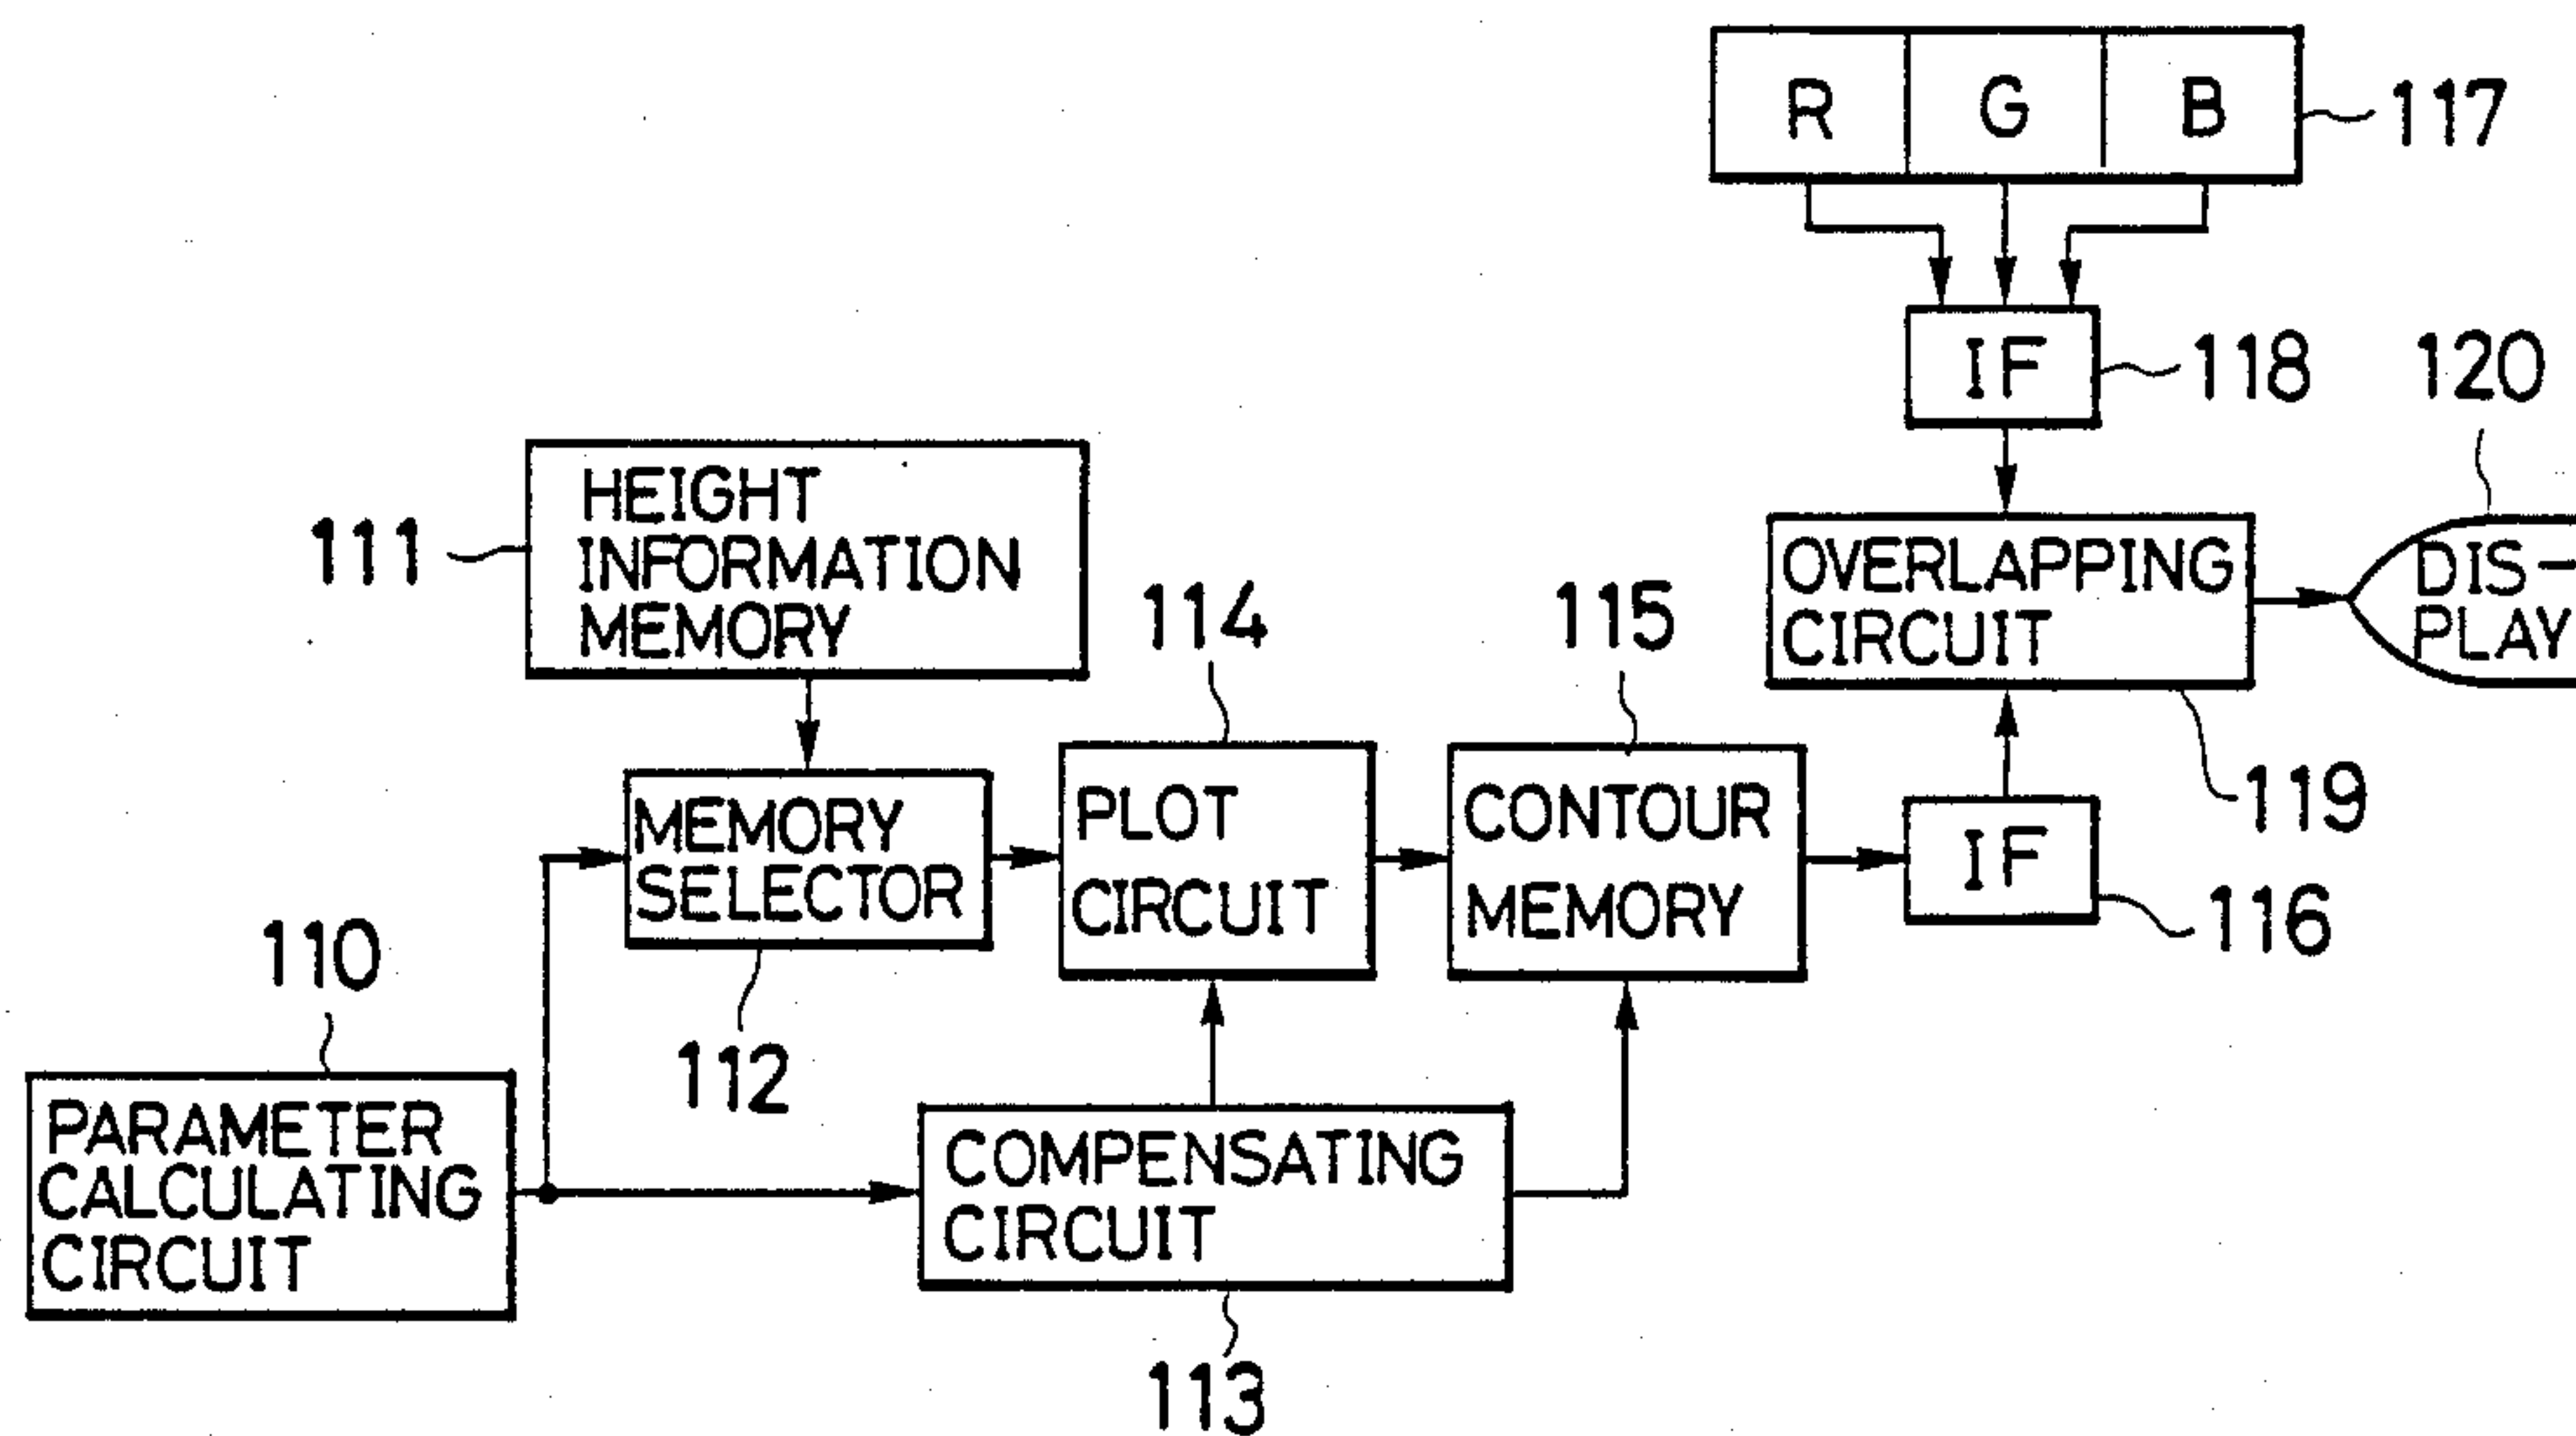 R G B
117
IF
118
120
HEIGHT
INFORMATION
MEMORY
111
OVERLAPPING
CIRCUIT
DIS-
PLAY
114
115
119
MEMORY
SELECTOR
PLOT
CIRCUIT
CONTOUR
MEMORY
IF
116
110
112
PARAMETER
CALCULATING
CIRCUIT
COMPENSATING
CIRCUIT
113